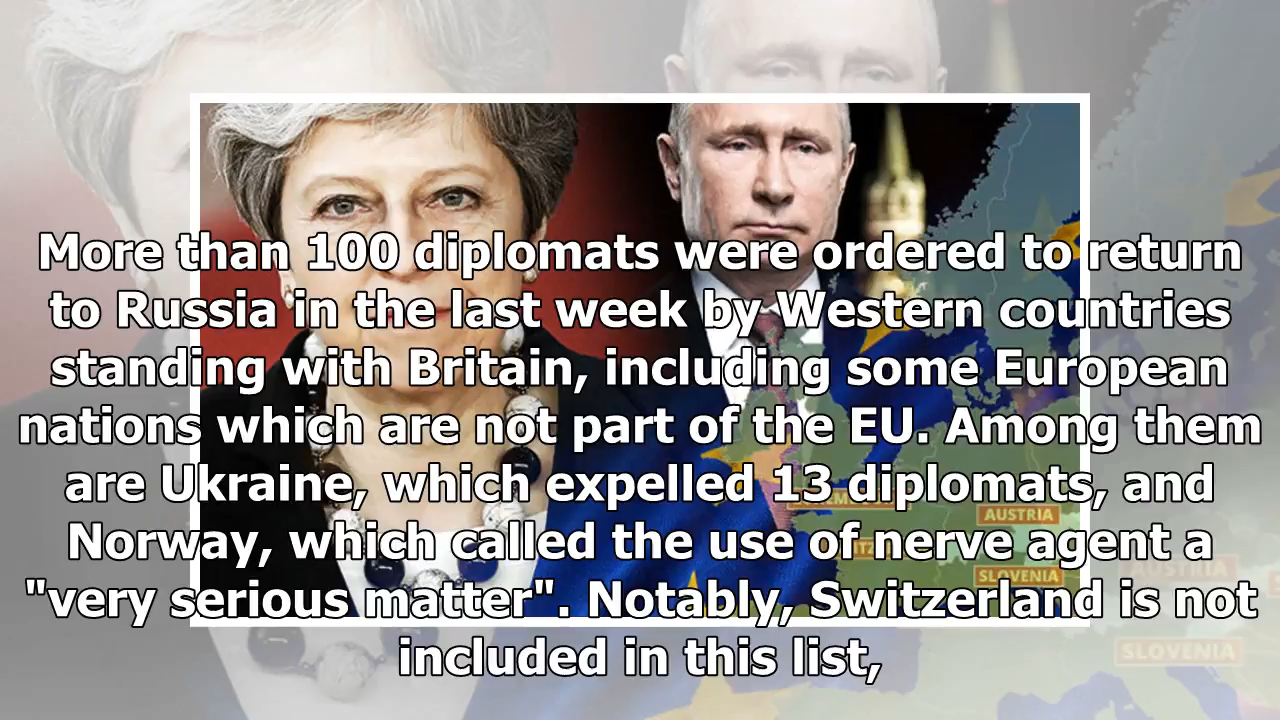 More than 100 diplomats were ordered to return
to Russia in the last week by Western countries
standing with Britain, including some European
nations which are not part of the EU. Among them
are Ukraine, which expelled 13 diplomats, and
Norway, which called the use of nerve agent a
"very serious matter". Notably, Switzerland is not
included in this list,
AUSTRIA
SLOVENIA
AUSTRIA
SLOVENIA